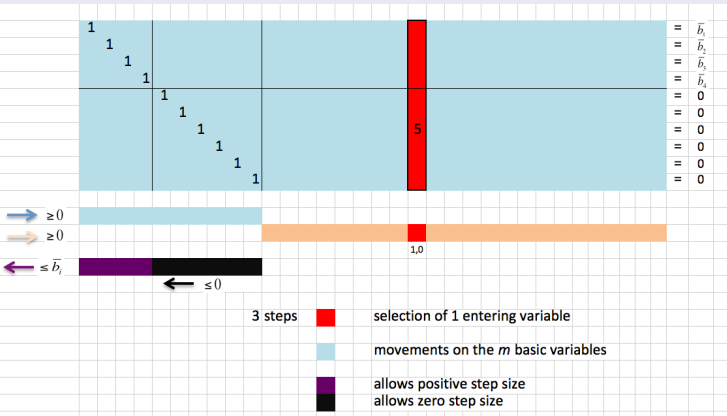 1 = b̄₁
1 = b̄₂
1 = b̄₃
1 = b̄₄
1 = 0
1 = 0
1 5 = 0
1 = 0
1 = 0
1 = 0
≥0
≥0
1,0
≤ b̄ᵢ
≤0
3 steps selection of 1 entering variable
movements on the m basic variables
allows positive step size
allows zero step size